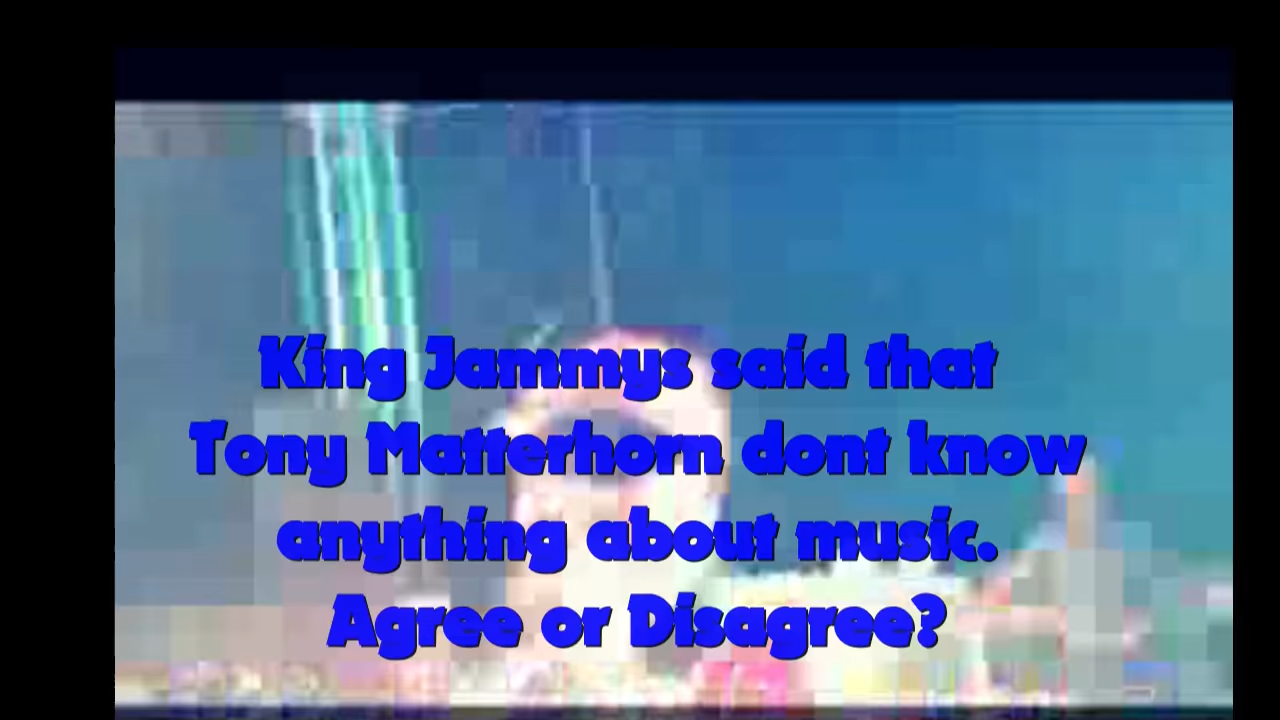 King Jammys said that
Tony Matterhorn dont know
anything about music.
Agree or Disagree?